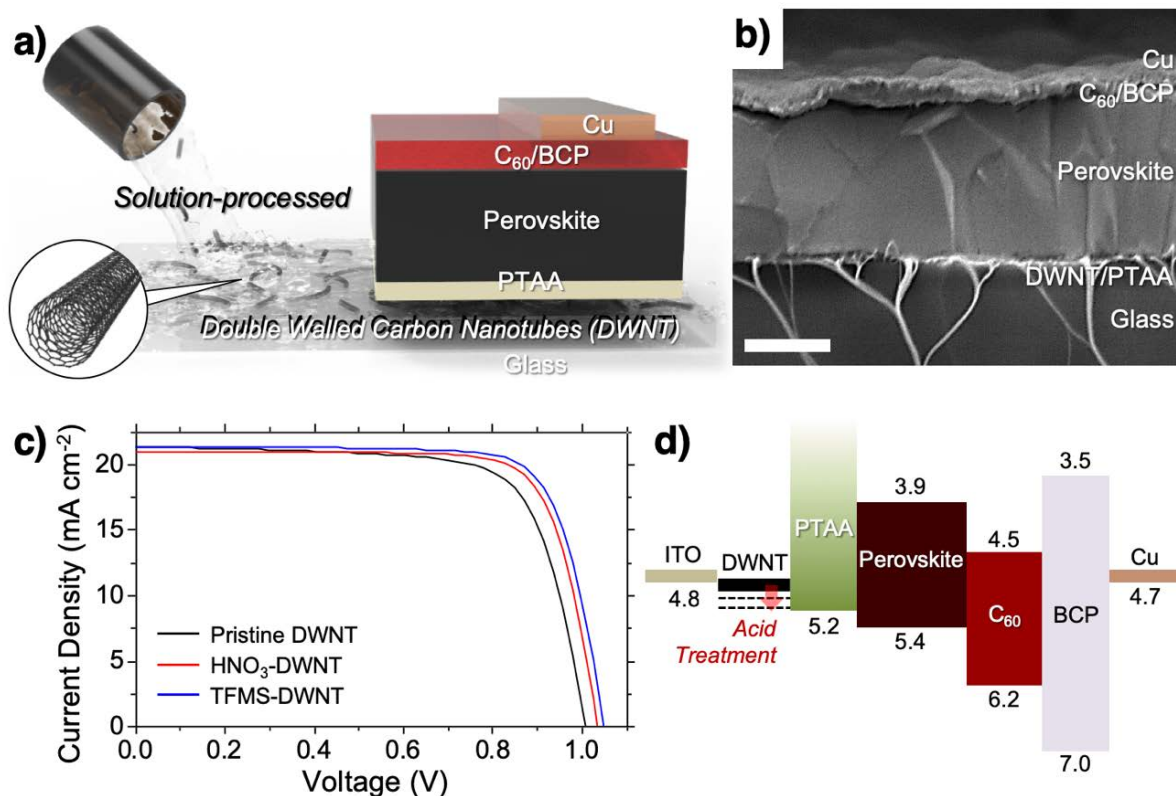 a)
Solution-processed
Cu
C₆₀/BCP
Perovskite
PTAA
Double Walled Carbon Nanotubes (DWNT)
Glass
b)
Cu
C₆₀/BCP
Perovskite
DWNT/PTAA
Glass
c)
Current Density (mA cm⁻²)
20
15
10
5
0
Pristine DWNT
HNO₃-DWNT
TFMS-DWNT
0.0 0.2 0.4 0.6 0.8 1.0
Voltage (V)
d)
ITO
4.8
DWNT
Acid
Treatment
PTAA
5.2
3.9
Perovskite
5.4
4.5
C₆₀
6.2
3.5
BCP
7.0
Cu
4.7